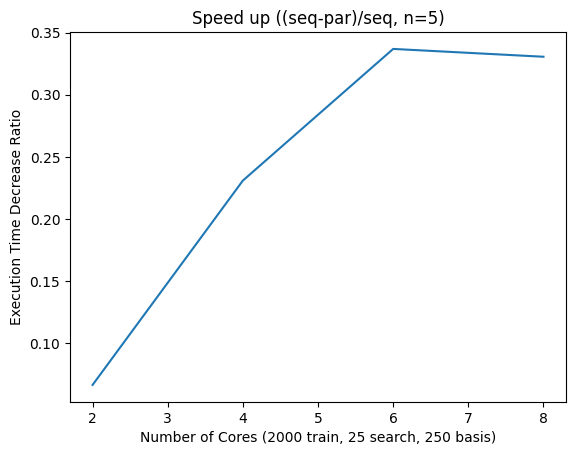 Speed up ((seq-par)/seq, n=5)
0.35
0.30
0.25
0.20
0.15
0.10
Execution Time Decrease Ratio
2 3 4 5 6 7 8
Number of Cores (2000 train, 25 search, 250 basis)